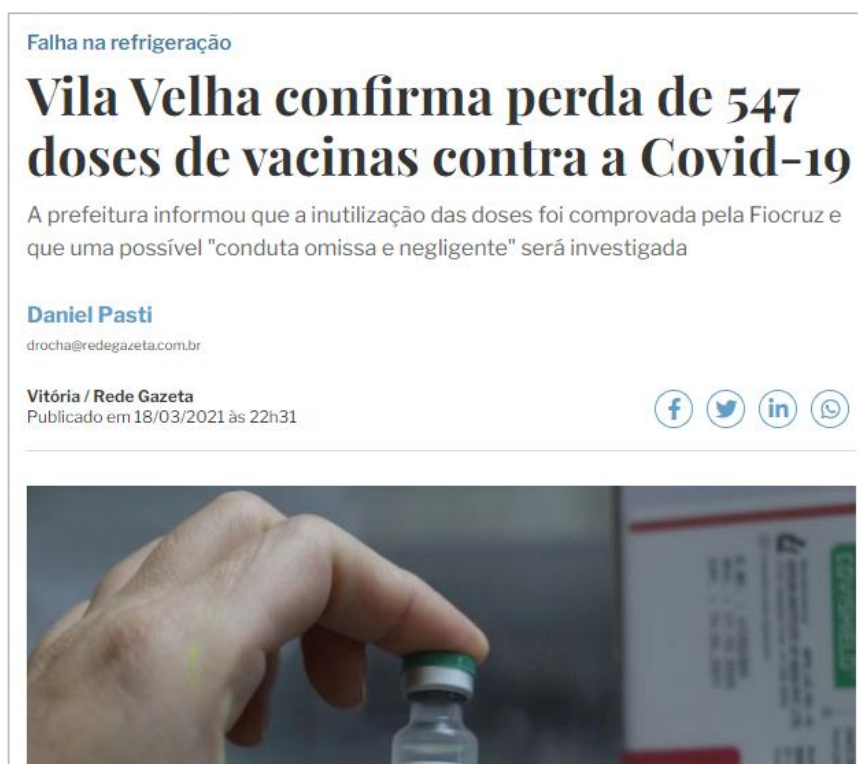 Falha na refrigeração
Vila Velha confirma perda de 547
doses de vacinas contra a Covid-19
A prefeitura informou que a inutilização das doses foi comprovada pela Fiocruz e
que uma possível "conduta omissa e negligente" será investigada
Daniel Pasti
drocha@redegazeta.com.br
Vitória / Rede Gazeta
Publicado em 18/03/2021 às 22h31
COVISHIELD